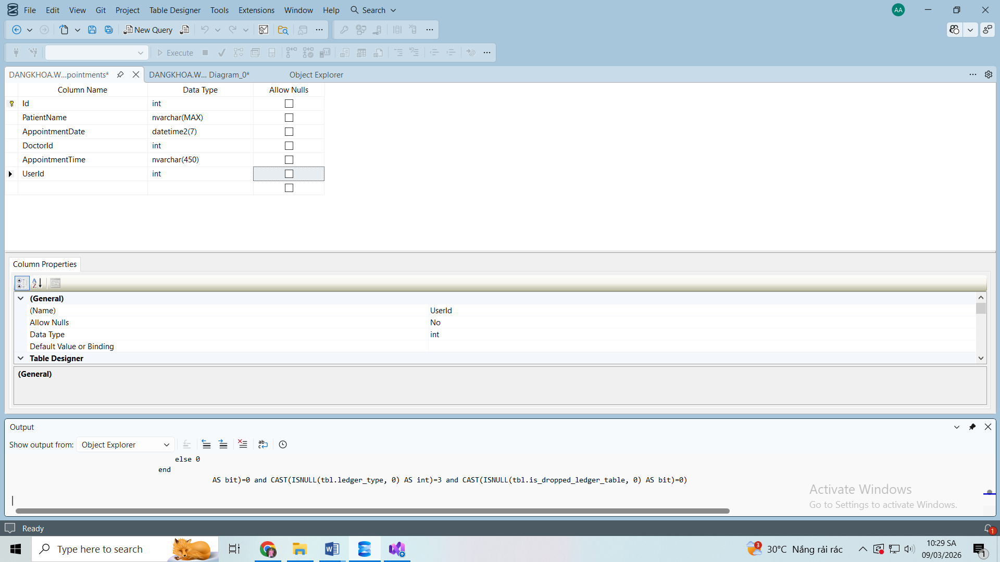 File Edit View Git Project Table Designer Tools Extensions Window Help Search
AA
New Query
Execute
DANGKHOA.W...pointments* DANGKHOA.W... Diagram_0* Object Explorer
Column Name Data Type Allow Nulls
Id int
PatientName nvarchar(MAX)
AppointmentDate datetime2(7)
DoctorId int
AppointmentTime nvarchar(450)
UserId int
Column Properties
(General)
(Name) UserId
Allow Nulls No
Data Type int
Default Value or Binding
Table Designer
(General)
Output
Show output from: Object Explorer
else 0
end
AS bit)=0 and CAST(ISNULL(tbl.ledger_type, 0) AS int)=3 and CAST(ISNULL(tbl.is_dropped_ledger_table, 0) AS bit)=0)
Activate Windows
Go to Settings to activate Windows.
Ready
1
Type here to search
3
30°C Nắng rải rác
10:29 SA
09/03/2026
1